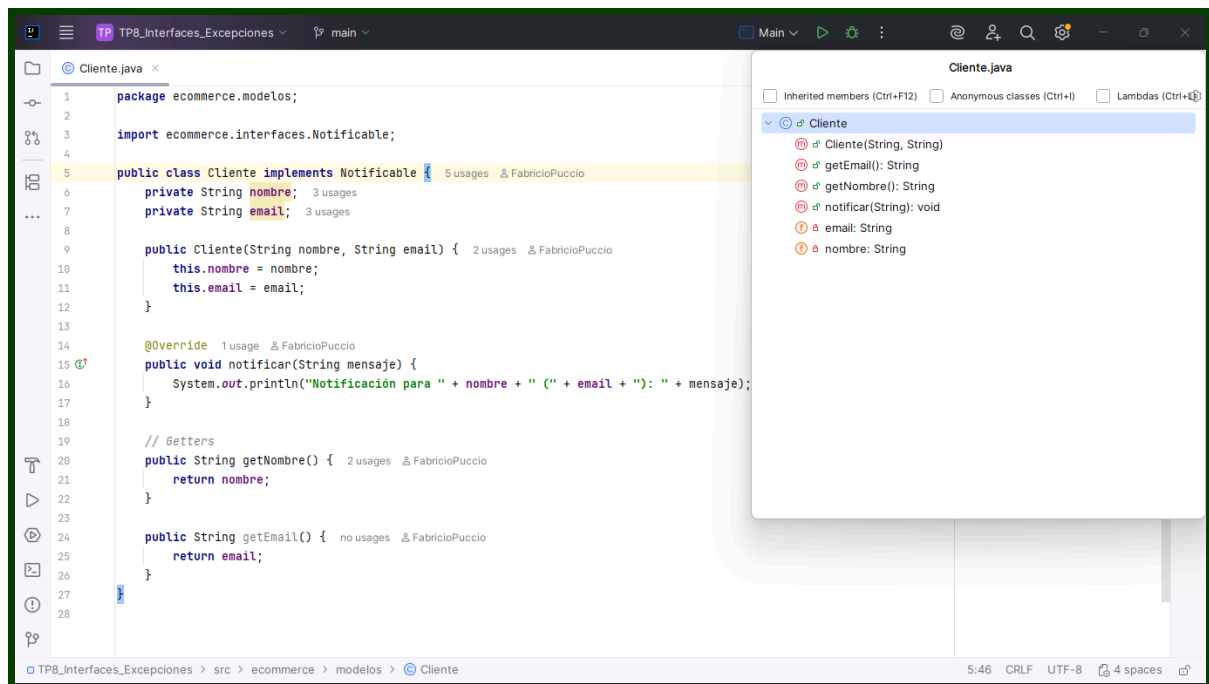 TP TP8_Interfaces_Excepciones main Main
Cliente.java
1 package ecommerce.modelos;
2
3 import ecommerce.interfaces.Notificable;
4
5 public class Cliente implements Notificable { 5 usages FabricioPuccio
6 private String nombre; 3 usages
7 private String email; 3 usages
8
9 public Cliente(String nombre, String email) { 2 usages FabricioPuccio
10 this.nombre = nombre;
11 this.email = email;
12 }
13
14 @Override 1 usage FabricioPuccio
15 public void notificar(String mensaje) {
16 System.out.println("Notificación para " + nombre + " (" + email + "): " + mensaje);
17 }
18
19 // Getters
20 public String getNombre() { 2 usages FabricioPuccio
21 return nombre;
22 }
23
24 public String getEmail() { no usages FabricioPuccio
25 return email;
26 }
27 }
28
Cliente.java
Inherited members (Ctrl+F12) Anonymous classes (Ctrl+I) Lambdas (Ctrl+L)
Cliente
Cliente(String, String)
getEmail(): String
getNombre(): String
notificar(String): void
email: String
nombre: String
TP8_Interfaces_Excepciones > src > ecommerce > modelos > Cliente 5:46 CRLF UTF-8 4 spaces